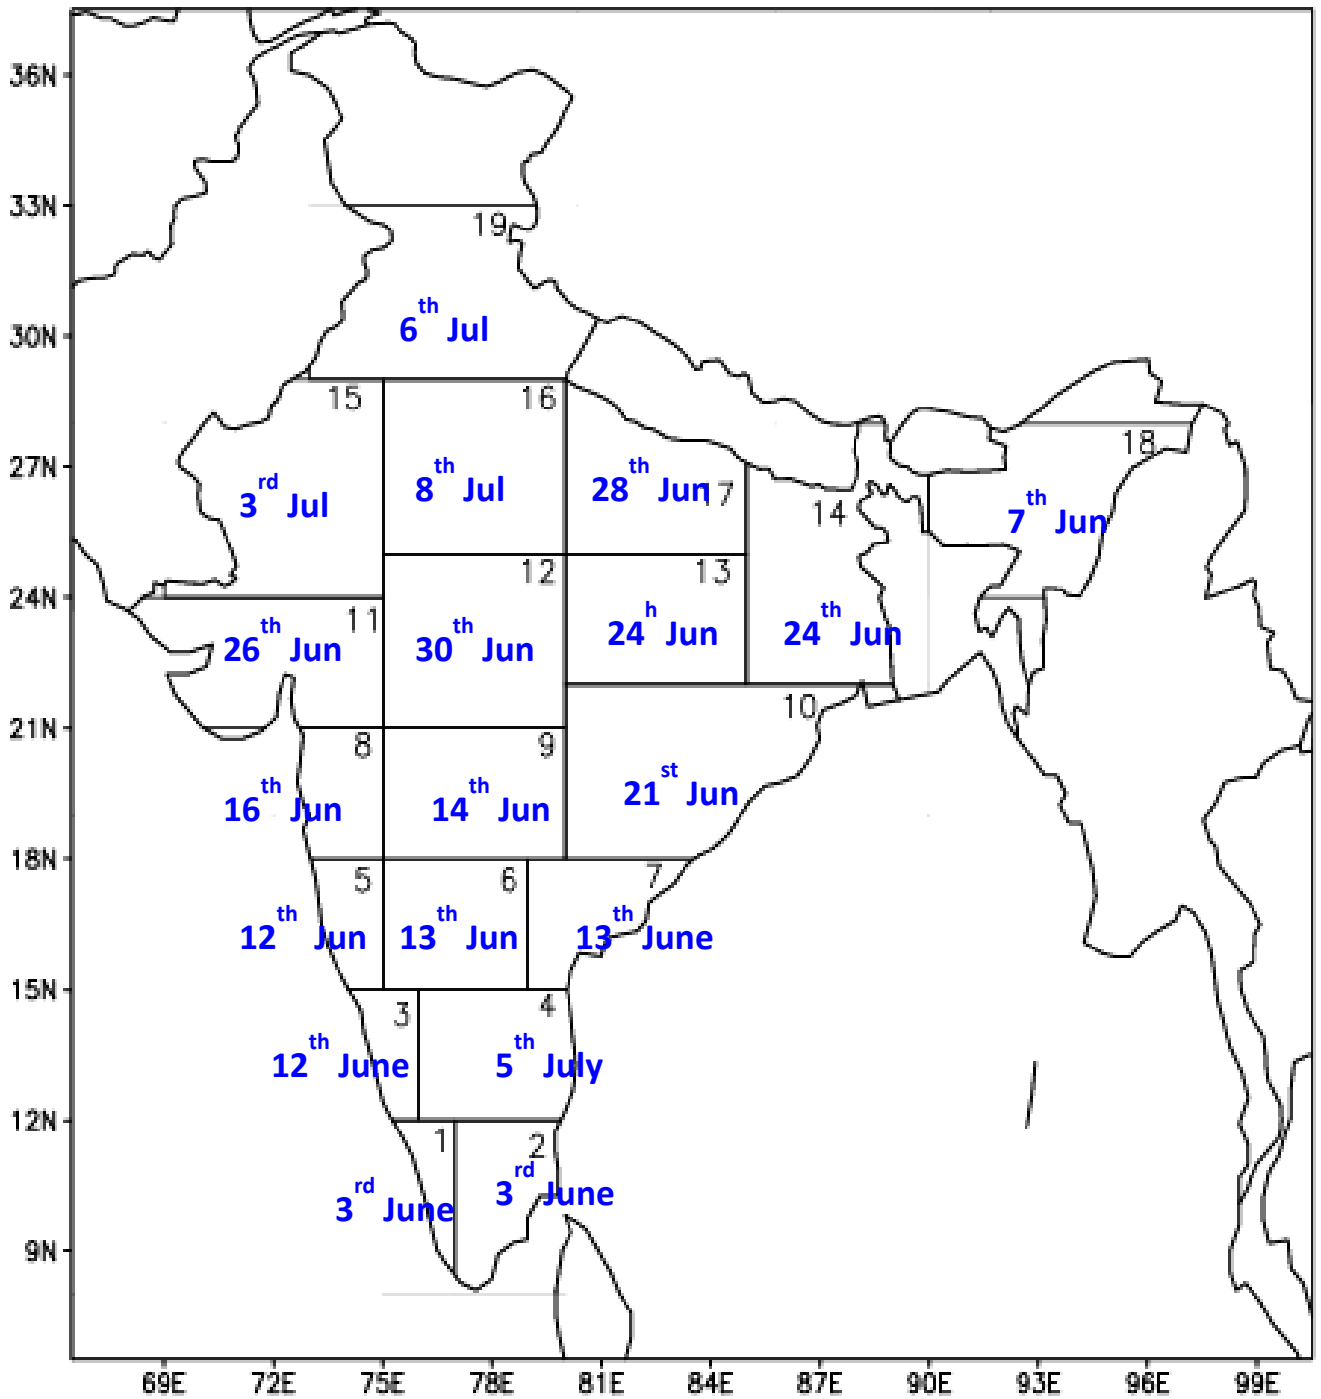 36N
33N
19
30N
6th Jul
15
16
18
27N
3rd Jul
8th Jul
28th Jun
17
14
7th Jun
12
13
24N
11
26th Jun
30th Jun
24h Jun
24th Jun
10
21N
8
9
16th Jun
14th Jun
21st Jun
18N
5
6
7
12th Jun
13th Jun
13th June
15N
3
4
12th June
5th July
12N
1
2
3rd June
3rd June
9N
69E 72E 75E 78E 81E 84E 87E 90E 93E 96E 99E